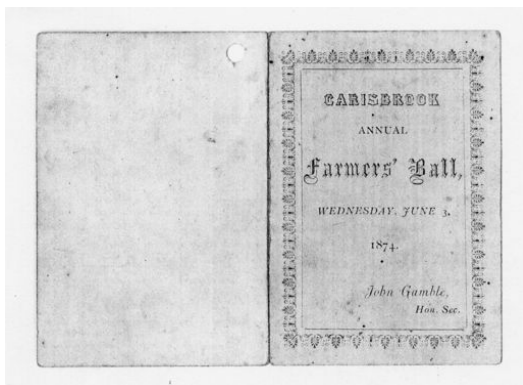 CARISBROOK
ANNUAL
Farmers' Ball,
WEDNESDAY, JUNE 3,
1874.
John Gamble,
Hon. Sec.